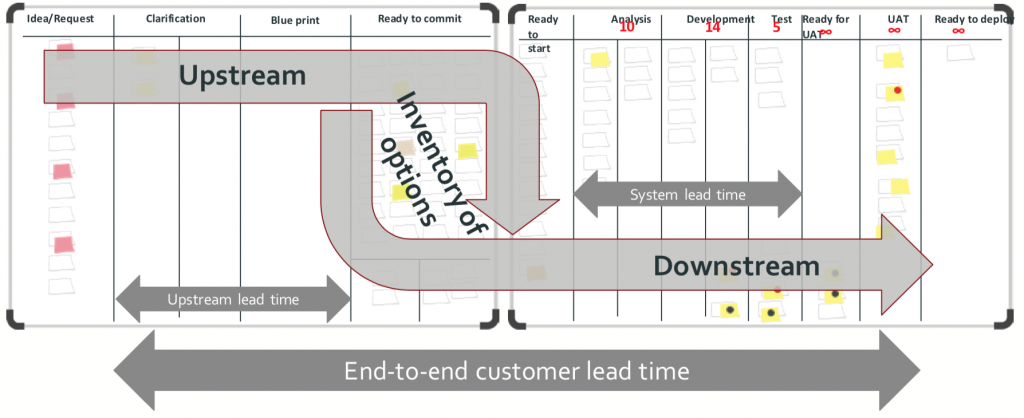 Idea/Request
Clarification
Blue print
Ready to commit
Ready
to
start
Analysis
10
Development
14
Test
5
Ready for
UAT
∞
UAT
∞
Ready to deploy
∞
Upstream
Inventory of
options
System lead time
Downstream
Upstream lead time
End-to-end customer lead time